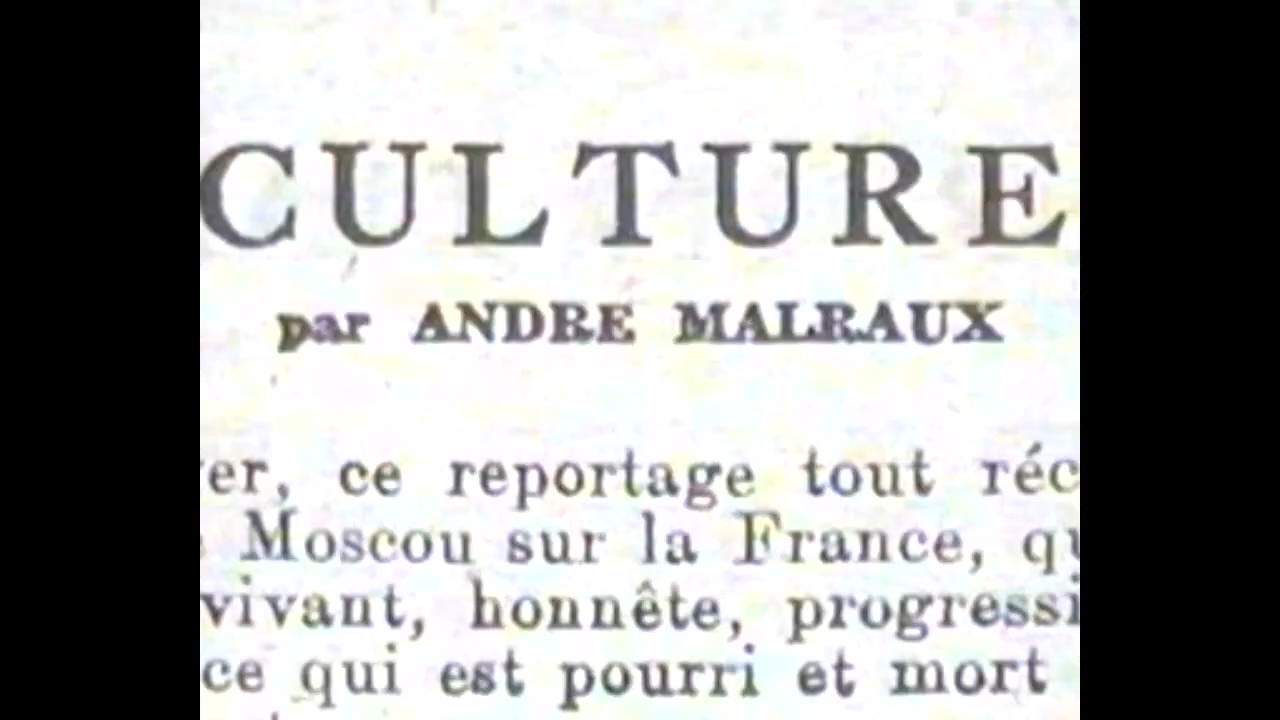 CULTURE
par ANDRE MALRAUX
er, ce reportage tout réc
Moscou sur la France, qu
vivant, honnête, progressi
ce qui est pourri et mort